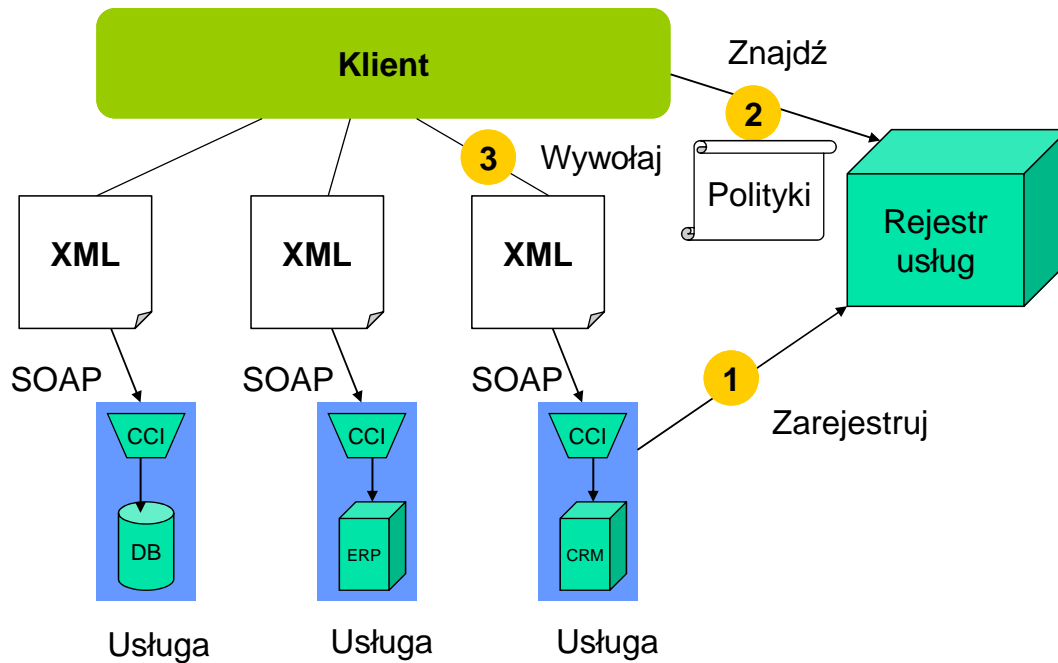 Klient
Znajdź
2
3
Wywołaj
Polityki
Rejestr
usług
XML
XML
XML
SOAP
SOAP
SOAP
1
Zarejestruj
CCI
CCI
CCI
DB
ERP
CRM
Usługa
Usługa
Usługa